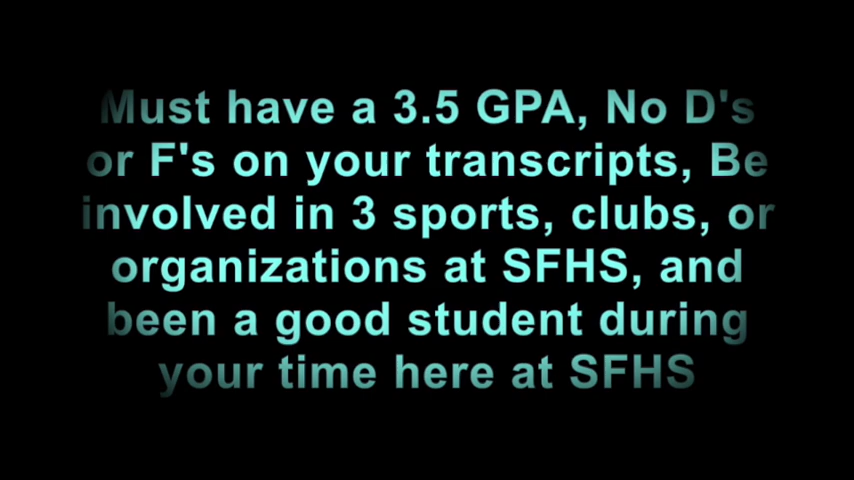 Must have a 3.5 GPA, No D's
or F's on your transcripts, Be
involved in 3 sports, clubs, or
organizations at SFHS, and
been a good student during
your time here at SFHS